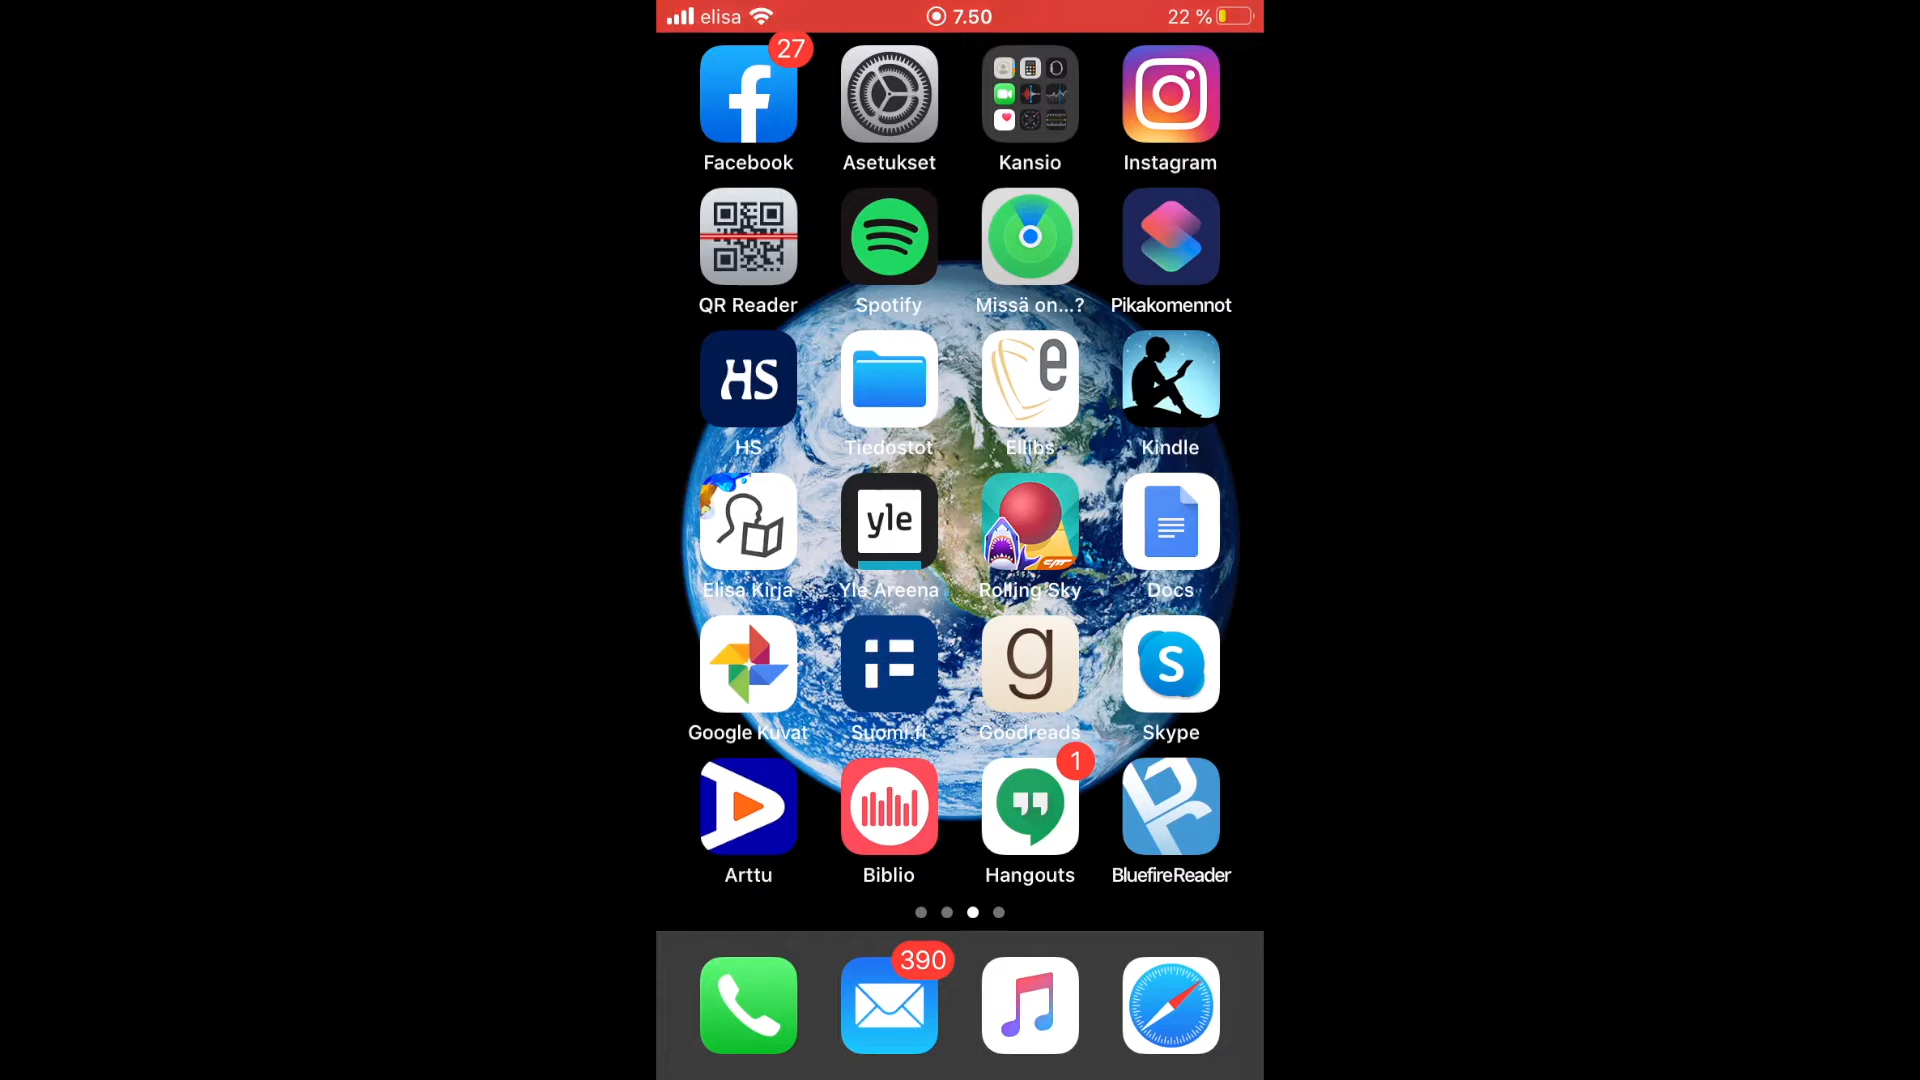 elisa 7.50 22 %
27
Facebook Asetukset Kansio Instagram
QR Reader Spotify Missä on...? Pikakomennot
HS e
HS Tiedostot Ellibs Kindle
yle
Elisa Kirja Yle Areena Rolling Sky Docs
g S
Google Kuvat Suomi.fi Goodreads Skype
1
Arttu Biblio Hangouts Bluefire Reader
390